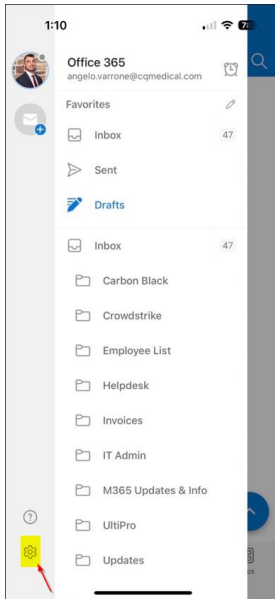 1:10
78
Office 365
angelo.varrone@cqmedical.com
Favorites
Inbox 47
Sent
Drafts
Inbox 47
Carbon Black
Crowdstrike
Employee List
Helpdesk
Invoices
IT Admin
M365 Updates & Info
UltiPro
Updates